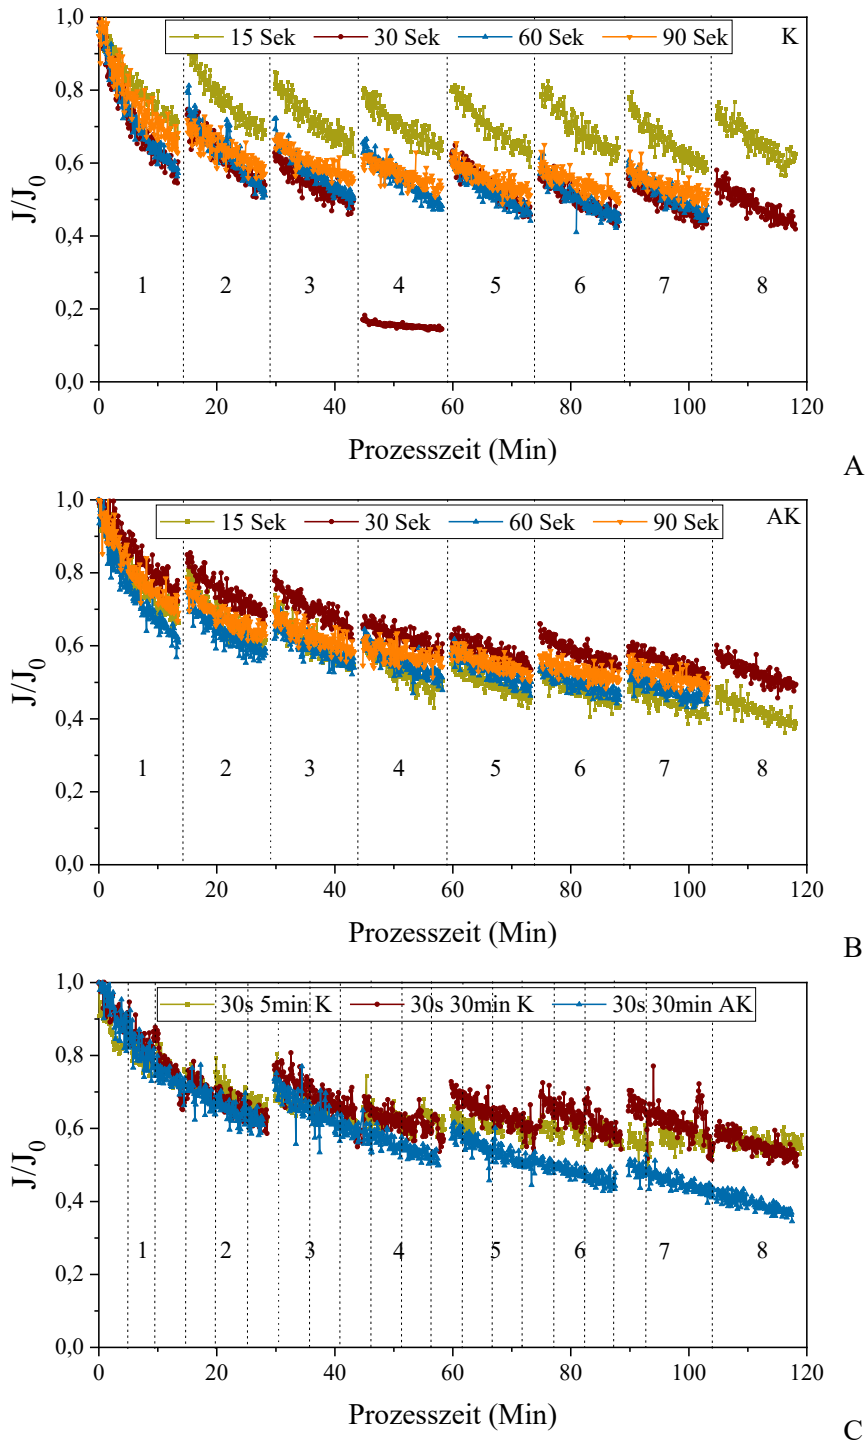 1,0
15 Sek 30 Sek 60 Sek 90 Sek K
0,8
0,6
J/J0
0,4
1 2 3 4 5 6 7 8
0,2
0,0
0 20 40 60 80 100 120
Prozesszeit (Min)
A
1,0
15 Sek 30 Sek 60 Sek 90 Sek AK
0,8
0,6
J/J0
0,4
1 2 3 4 5 6 7 8
0,2
0,0
0 20 40 60 80 100 120
Prozesszeit (Min)
B
1,0
30s 5min K 30s 30min K 30s 30min AK
0,8
0,6
J/J0
0,4
1 2 3 4 5 6 7 8
0,2
0,0
0 20 40 60 80 100 120
Prozesszeit (Min)
C